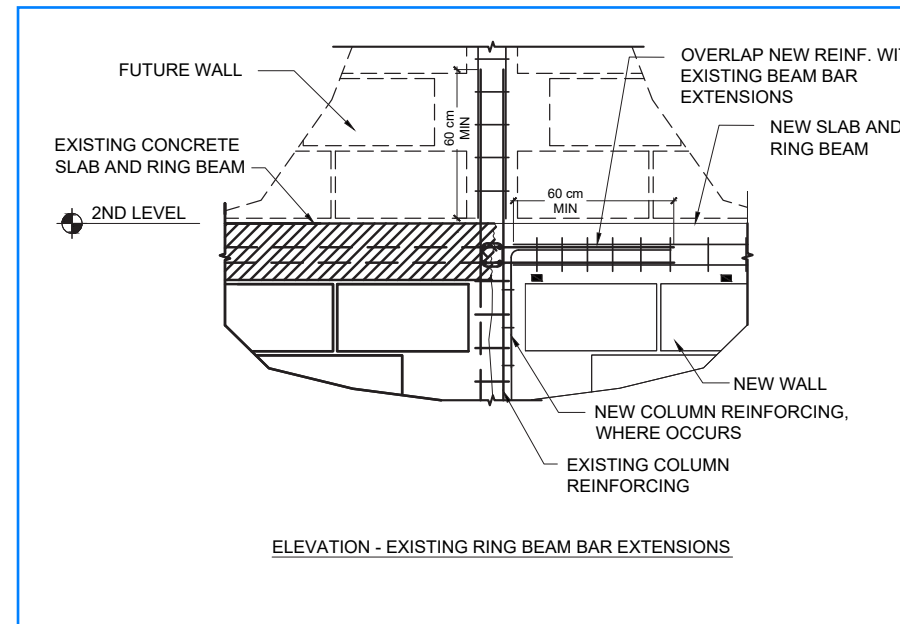 FUTURE WALL
OVERLAP NEW REINF. WIT
EXISTING BEAM BAR
EXTENSIONS
60 cm
MIN
NEW SLAB AND
RING BEAM
EXISTING CONCRETE
SLAB AND RING BEAM
60 cm
MIN
2ND LEVEL
NEW WALL
NEW COLUMN REINFORCING,
WHERE OCCURS
EXISTING COLUMN
REINFORCING
ELEVATION - EXISTING RING BEAM BAR EXTENSIONS